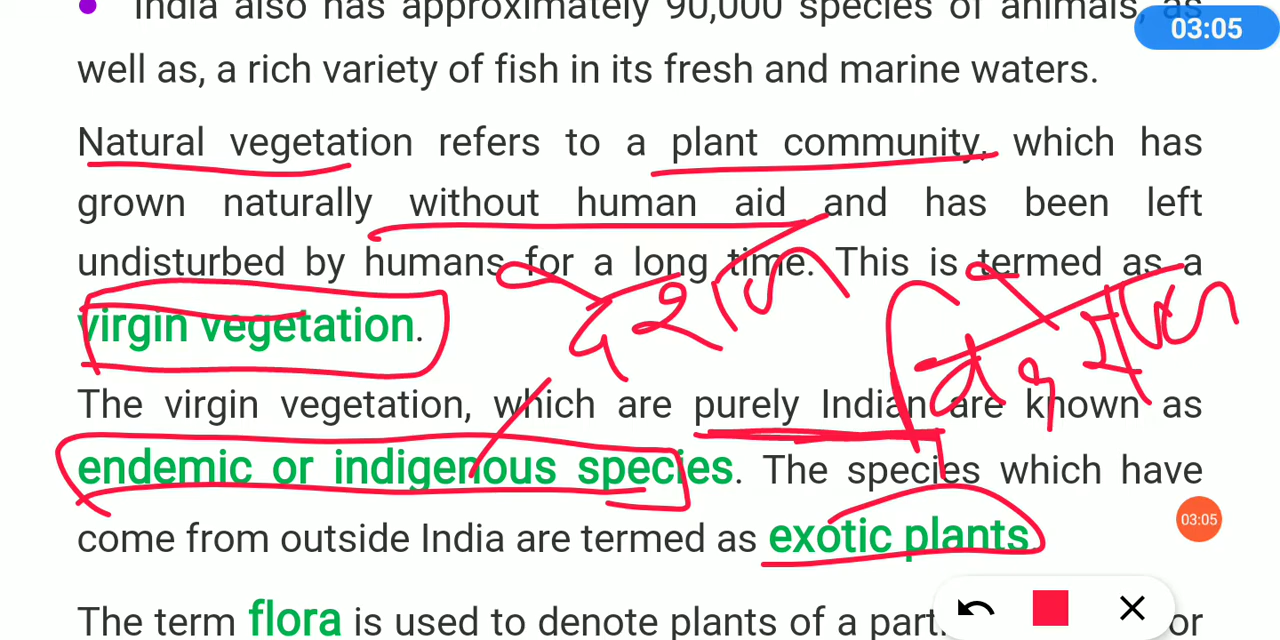 India also has approximately 90,000 species of animals, as
03:05
well as, a rich variety of fish in its fresh and marine waters.
Natural vegetation refers to a plant community, which has
grown naturally without human aid and has been left
undisturbed by humans for a long time. This is termed as a
virgin vegetation.
The virgin vegetation, which are purely Indian are known as
endemic or indigenous species. The species which have
03:05
come from outside India are termed as exotic plants.
The term flora is used to denote plants of a or